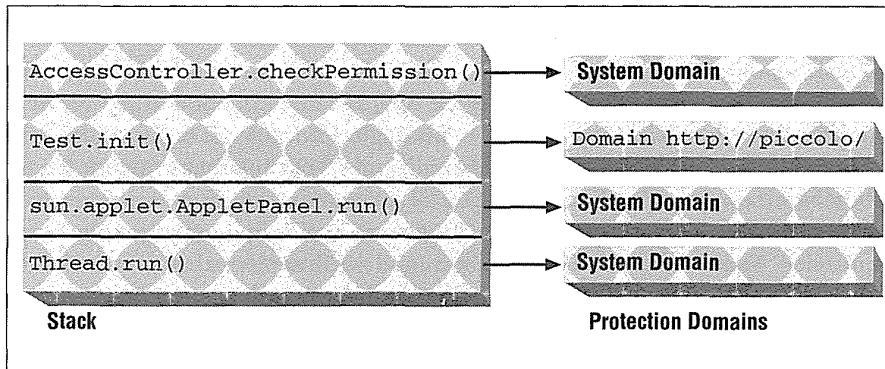 AccessController.checkPermission()
System Domain
Test.init()
Domain http://piccolo/
sun.applet.AppletPanel.run()
System Domain
Thread.run()
System Domain
Stack
Protection Domains